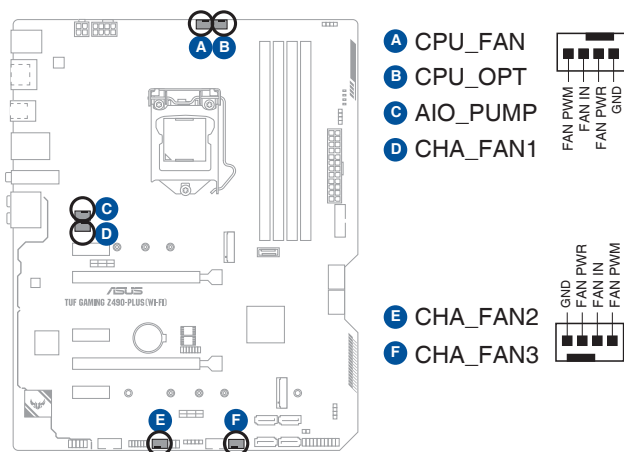 A B
A CPU_FAN
B CPU_OPT
C AIO_PUMP
D CHA_FAN1
FAN PWM
FAN IN
FAN PWR
GND
C
D
ASUS
TUF GAMING Z490-PLUS(WI-FI)
E CHA_FAN2
F CHA_FAN3
GND
FAN PWR
FAN IN
FAN PWM
E
F